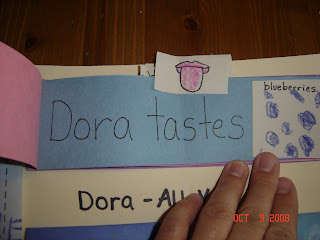 Dora tastes
blueberries.
Dora - All
OCT 9 2008